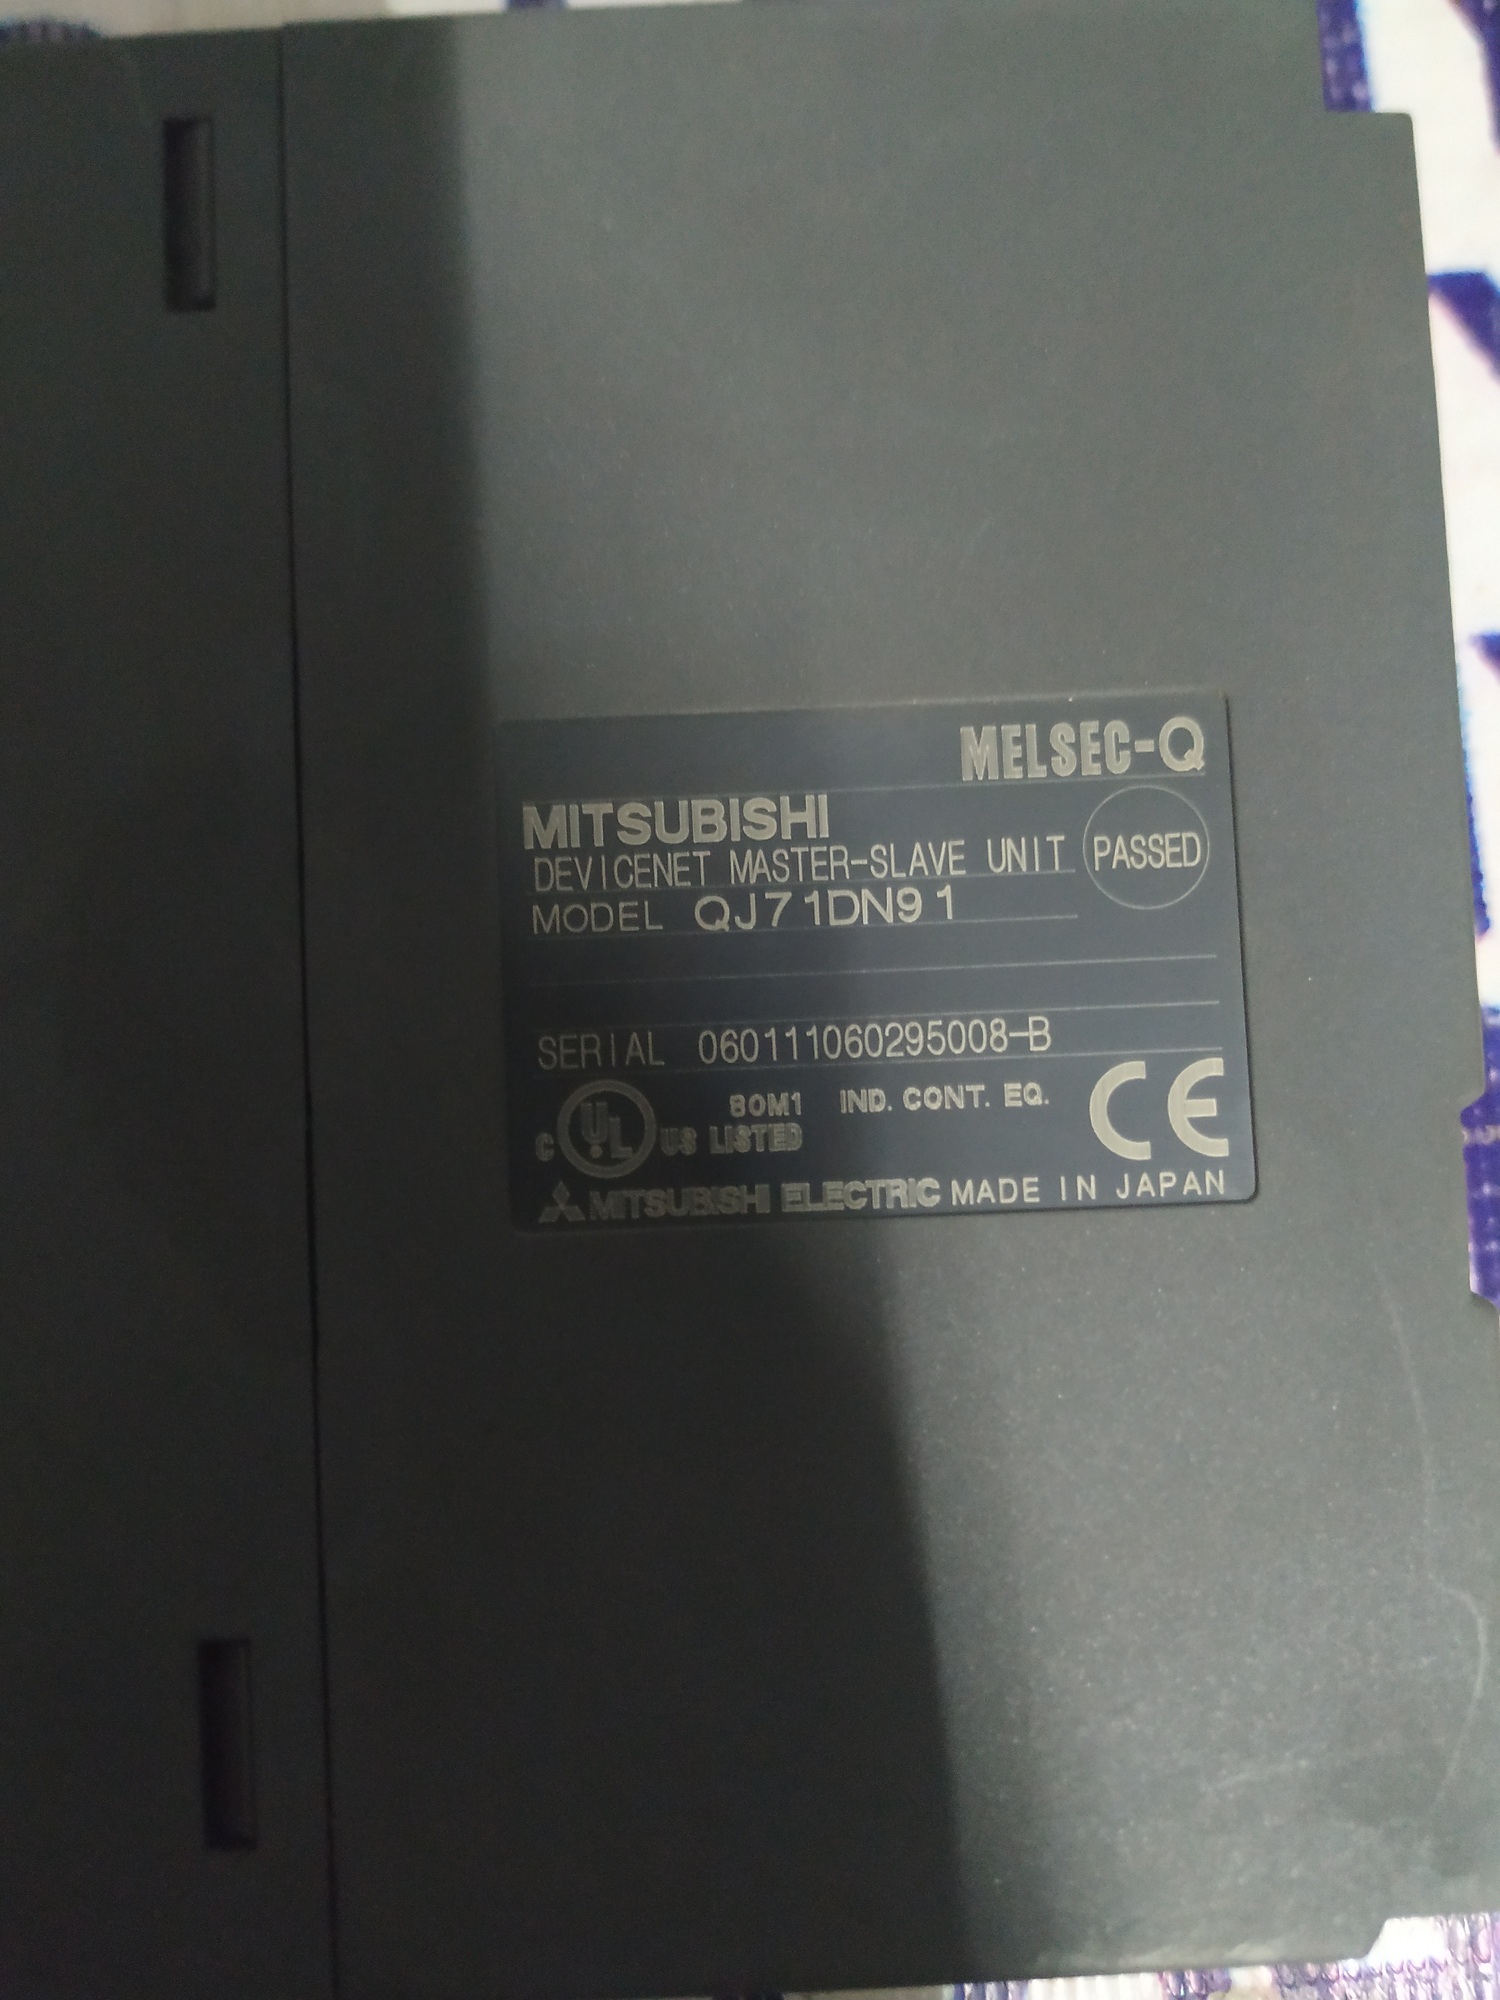 MELSEC-Q
MITSUBISHI
DEVICENET MASTER-SLAVE UNIT PASSED
MODEL QJ71DN91
SERIAL 060111060295008-B
80M1 IND. CONT. EQ.
C UL US LISTED CE
MITSUBISHI ELECTRIC MADE IN JAPAN